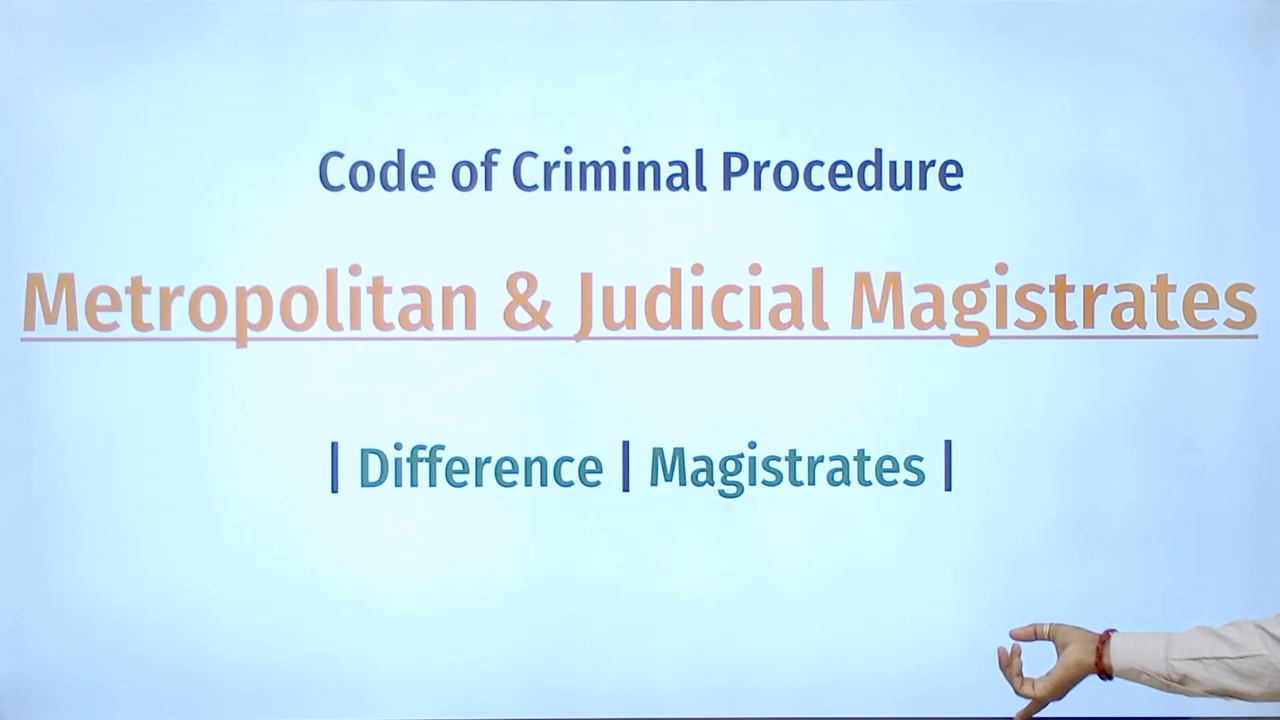 Code of Criminal Procedure
Metropolitan & Judicial Magistrates
| Difference | Magistrates |